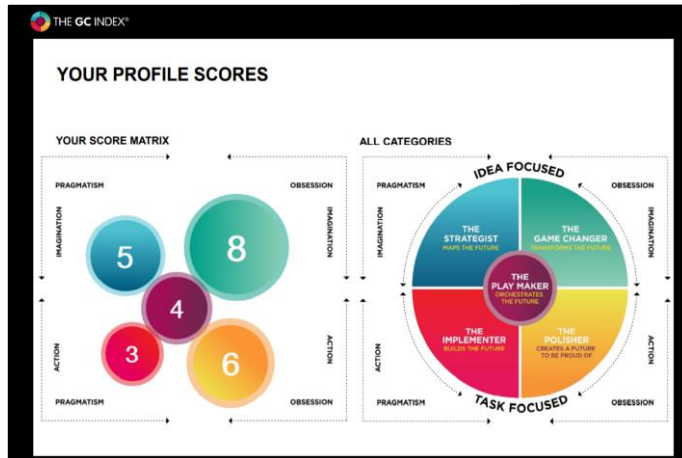 THE GC INDEX®
YOUR PROFILE SCORES
YOUR SCORE MATRIX
PRAGMATISM
OBSESSION
IMAGINATION
IMAGINATION
5
8
4
3
6
ACTION
ACTION
PRAGMATISM
OBSESSION
ALL CATEGORIES
IDEA FOCUSED
PRAGMATISM
OBSESSION
IMAGINATION
IMAGINATION
THE
STRATEGIST
MAPS THE FUTURE
THE
GAME CHANGER
TRANSFORMS THE FUTURE
THE
PLAY MAKER
ORCHESTRATES
THE FUTURE
THE
IMPLEMENTER
BUILDS THE FUTURE
THE
POLISHER
CREATES A FUTURE
TO BE PROUD OF
ACTION
ACTION
PRAGMATISM
OBSESSION
TASK FOCUSED